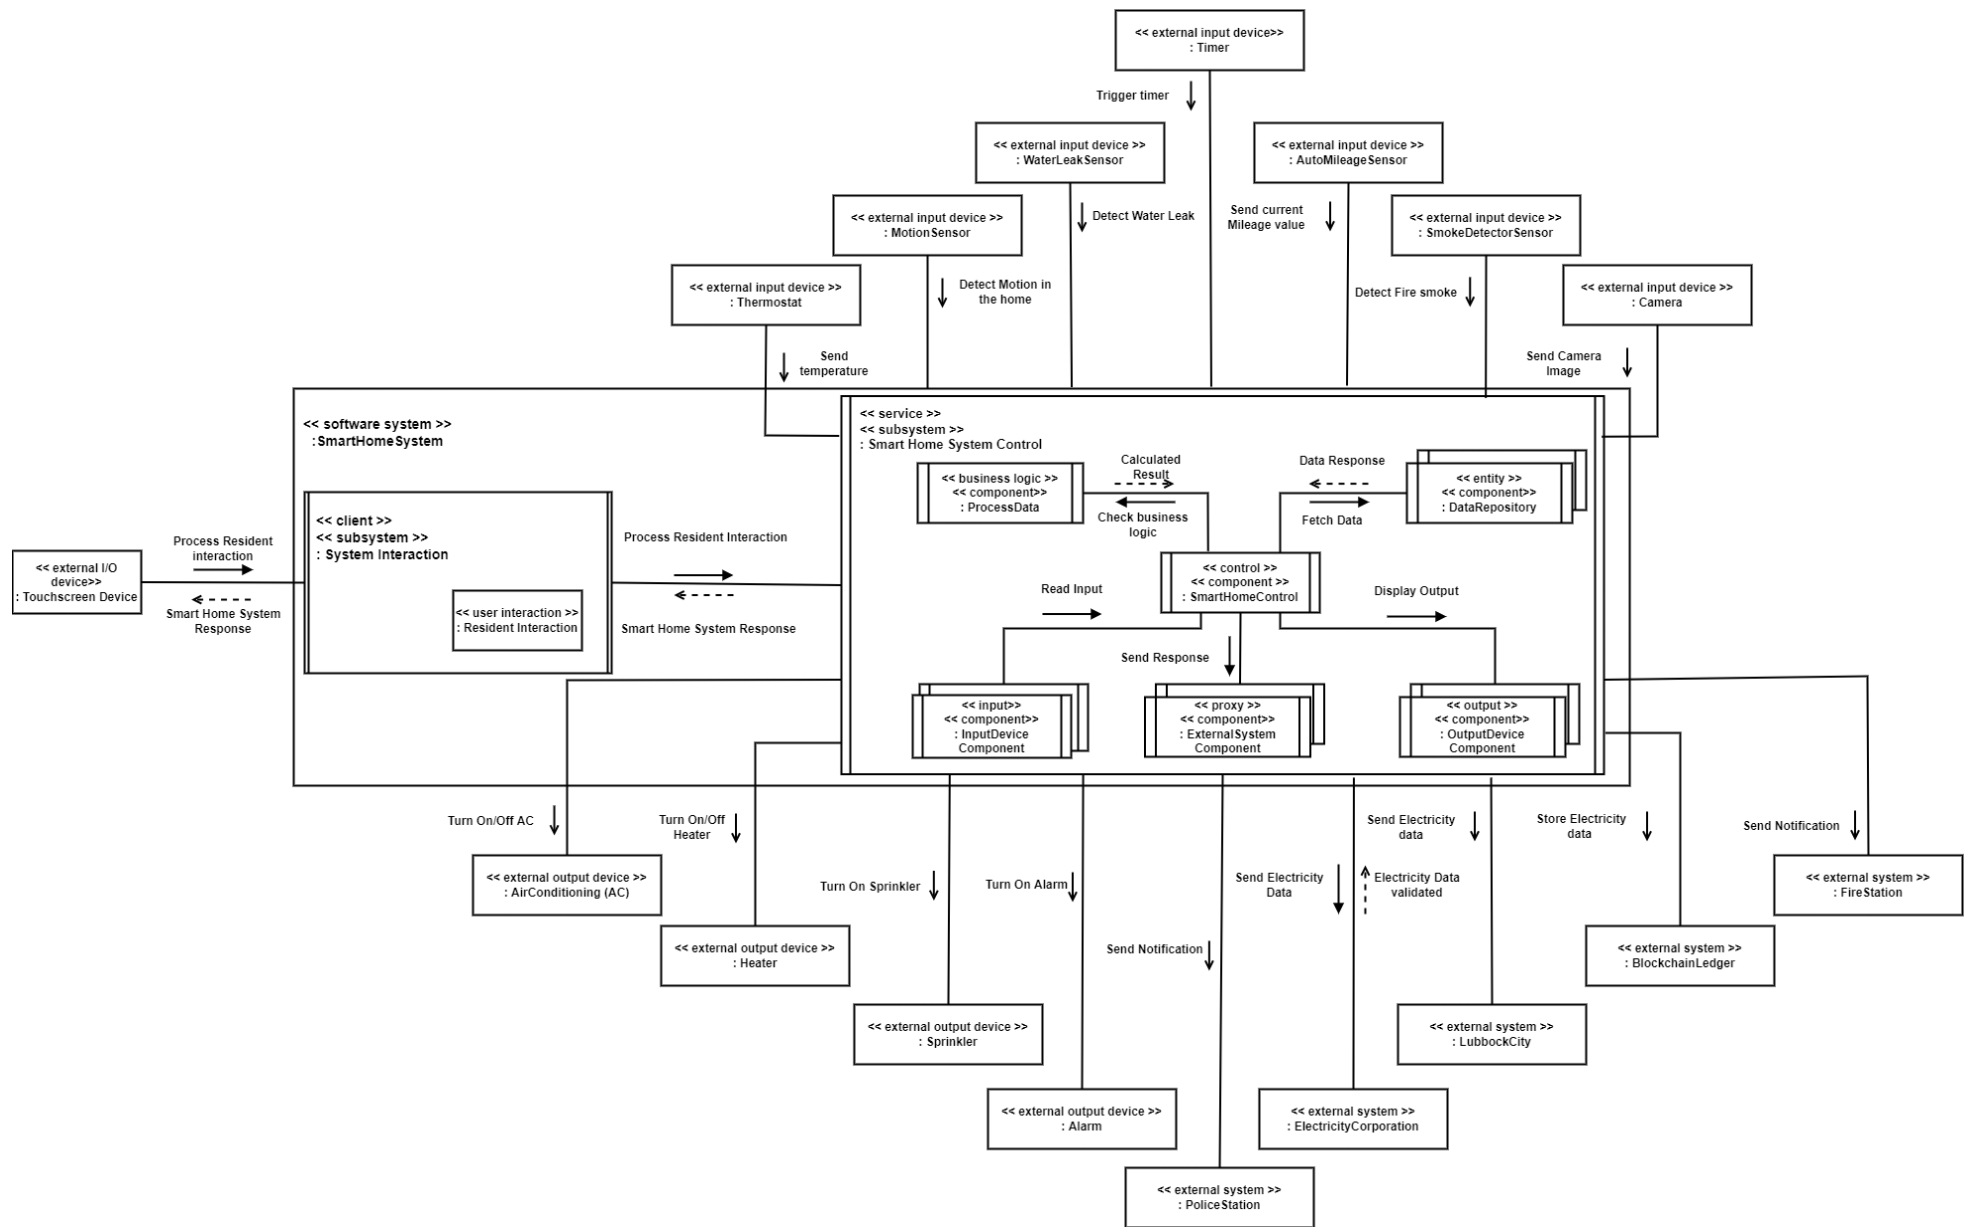 << external input device>>
: Timer
Trigger timer
<< external input device >>
: WaterLeakSensor
<< external input device >>
: AutoMileageSensor
Detect Water Leak
Send current
Mileage value
<< external input device >>
: MotionSensor
<< external input device >>
: SmokeDetectorSensor
Detect Motion in
the home
Detect Fire smoke
<< external input device >>
: Thermostat
<< external input device >>
: Camera
Send
temperature
Send Camera
Image
<< software system >>
:SmartHomeSystem
<< service >>
<< subsystem >>
: Smart Home System Control
<< business logic >>
<< component>>
: ProcessData
Calculated
Result
Check business
logic
Data Response
Fetch Data
<< entity >>
<< component>>
: DataRepository
<< client >>
<< subsystem >>
: System Interaction
<< user interaction >>
: Resident Interaction
<< external I/O
device>>
: Touchscreen Device
Process Resident
interaction
Smart Home System
Response
Process Resident Interaction
Smart Home System Response
<< control >>
<< component >>
: SmartHomeControl
Read Input
Display Output
Send Response
<< input>>
<< component>>
: InputDevice
Component
<< proxy >>
<< component>>
: ExternalSystem
Component
<< output >>
<< component>>
: OutputDevice
Component
Turn On/Off AC
Turn On/Off
Heater
Turn On Sprinkler
Turn On Alarm
Send Notification
Send Electricity
Data
Electricity Data
validated
Send Electricity
data
Store Electricity
data
Send Notification
<< external output device >>
: AirConditioning (AC)
<< external system >>
: FireStation
<< external output device >>
: Heater
<< external system >>
: BlockchainLedger
<< external output device >>
: Sprinkler
<< external system >>
: LubbockCity
<< external output device >>
: Alarm
<< external system >>
: ElectricityCorporation
<< external system >>
: PoliceStation